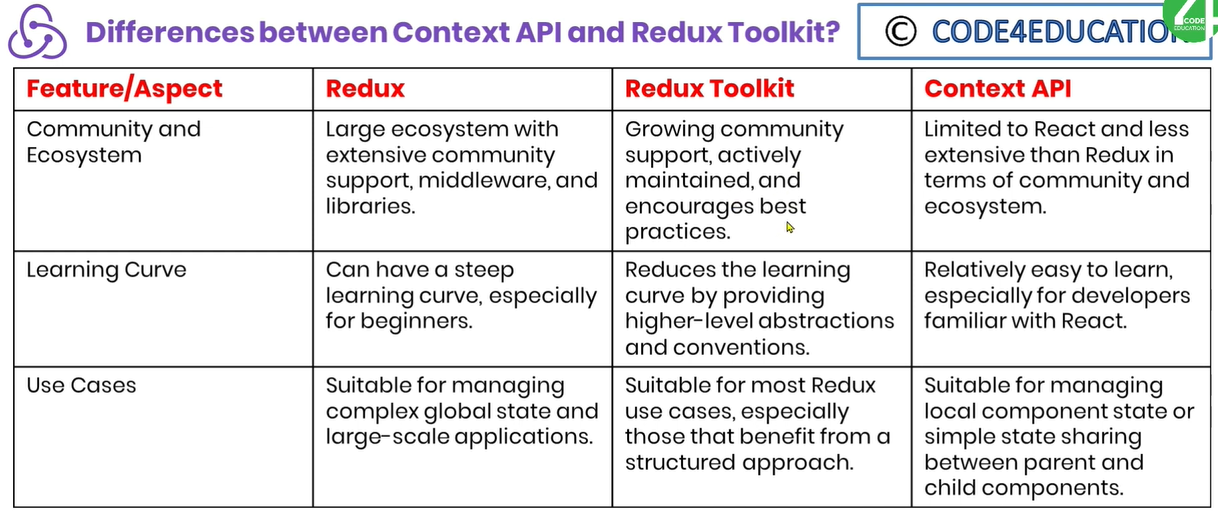 Differences between Context API and Redux Toolkit?
© CODE4EDUCATION
CODE
EDUCATION
Feature/Aspect
Redux
Redux Toolkit
Context API
Community and
Ecosystem
Large ecosystem with
extensive community
support, middleware, and
libraries.
Growing community
support, actively
maintained, and
encourages best
practices.
Limited to React and less
extensive than Redux in
terms of community and
ecosystem.
Learning Curve
Can have a steep
learning curve, especially
for beginners.
Reduces the learning
curve by providing
higher-level abstractions
and conventions.
Relatively easy to learn,
especially for developers
familiar with React.
Use Cases
Suitable for managing
complex global state and
large-scale applications.
Suitable for most Redux
use cases, especially
those that benefit from a
structured approach.
Suitable for managing
local component state or
simple state sharing
between parent and
child components.